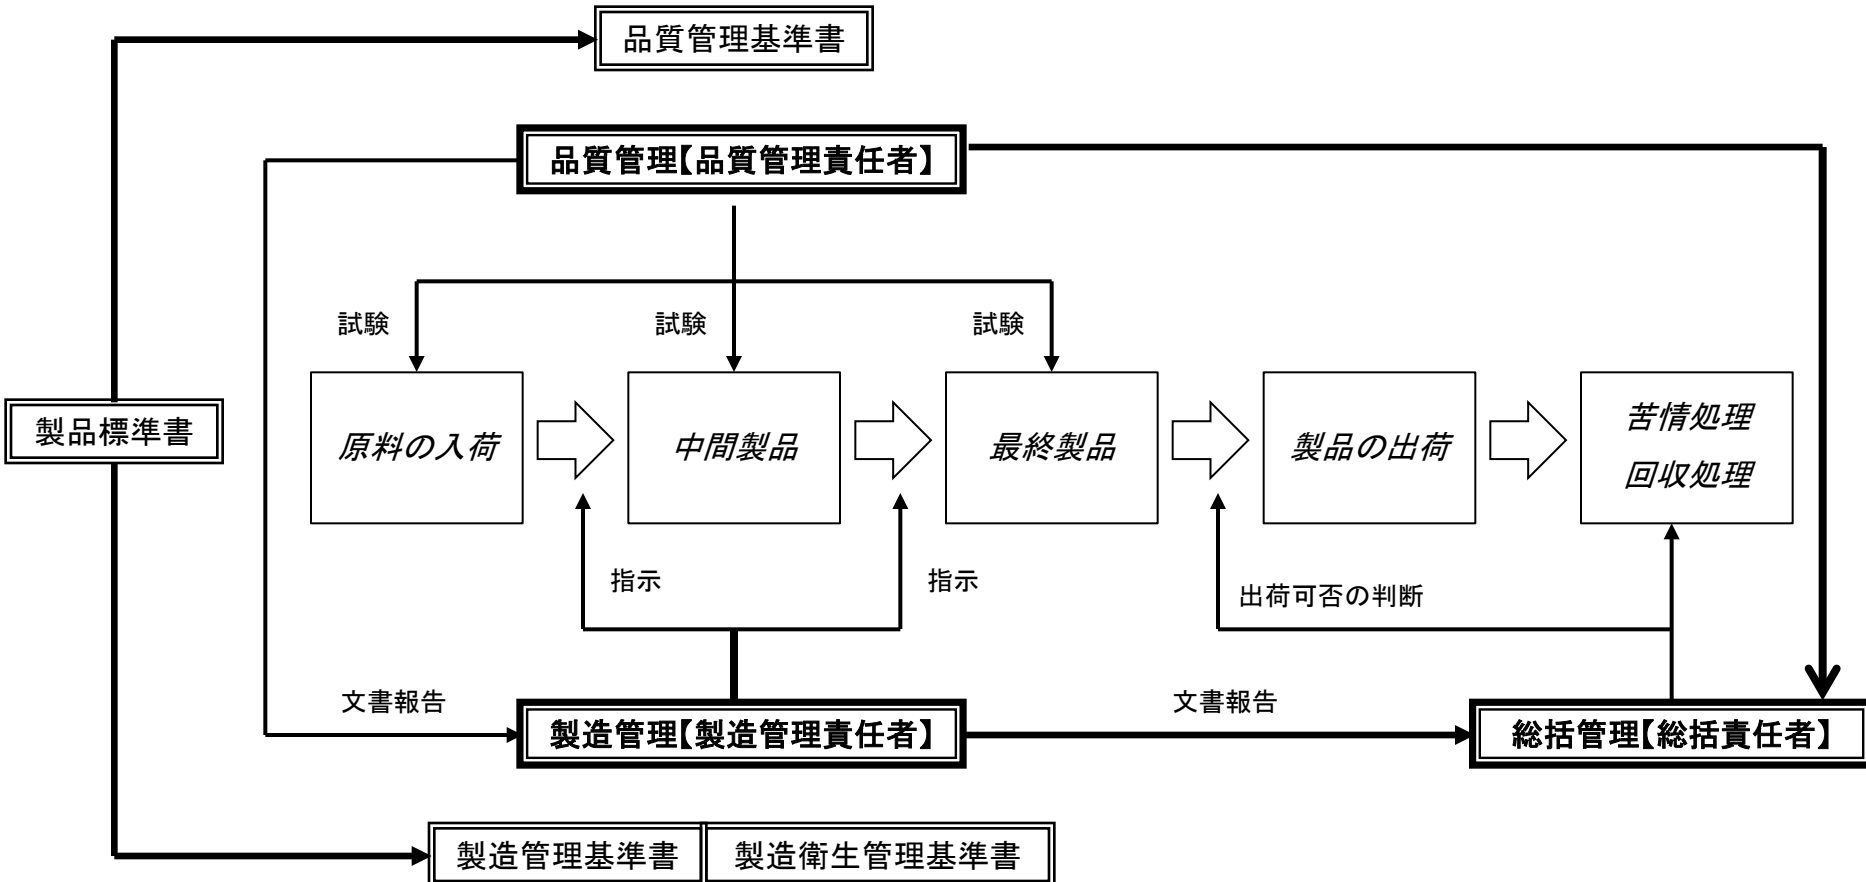 品質管理基準書
品質管理【品質管理責任者】
試験
試験
試験
製品標準書
原料の入荷
中間製品
最終製品
製品の出荷
苦情処理
回収処理
指示
指示
出荷可否の判断
文書報告
文書報告
製造管理【製造管理責任者】
総括管理【総括責任者】
製造管理基準書
製造衛生管理基準書